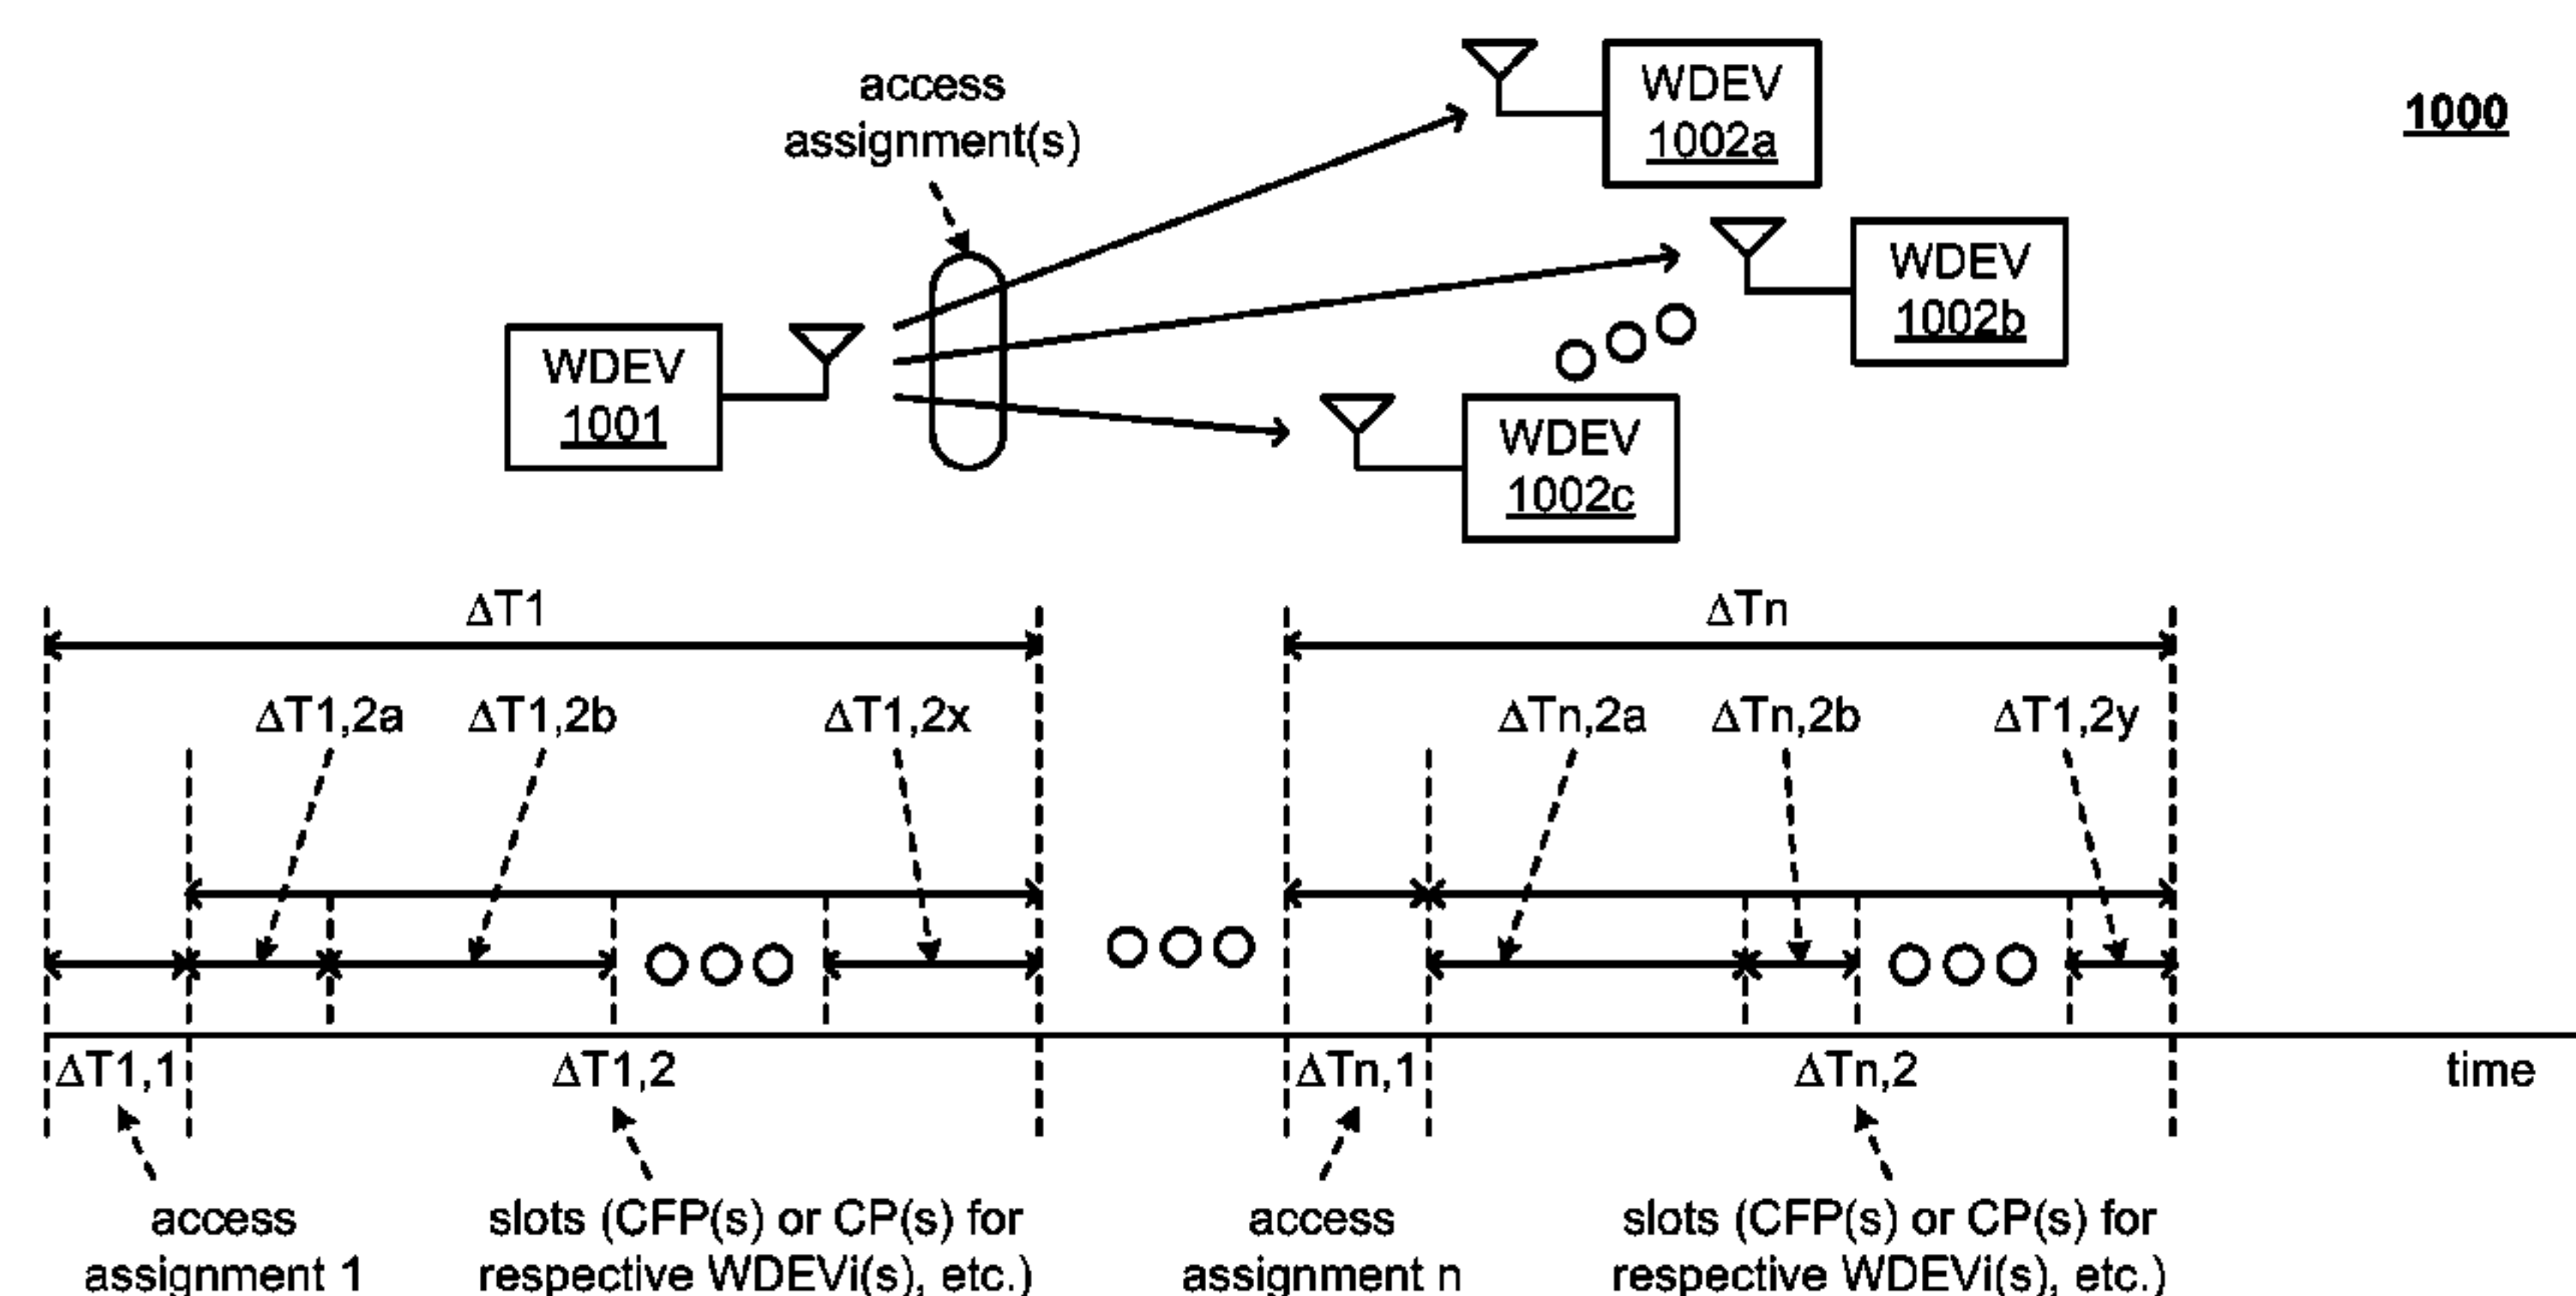 access
assignment(s)
WDEV
1002a
1000
WDEV
1002b
WDEV
1001
WDEV
1002c
ΔT1
ΔTn
ΔT1,2a
ΔT1,2b
ΔT1,2x
ΔTn,2a
ΔTn,2b
ΔT1,2y
ΔT1,1
ΔT1,2
ΔTn,1
ΔTn,2
time
access
assignment 1
slots (CFP(s) or CP(s) for
respective WDEVi(s), etc.)
access
assignment n
slots (CFP(s) or CP(s) for
respective WDEVi(s), etc.)